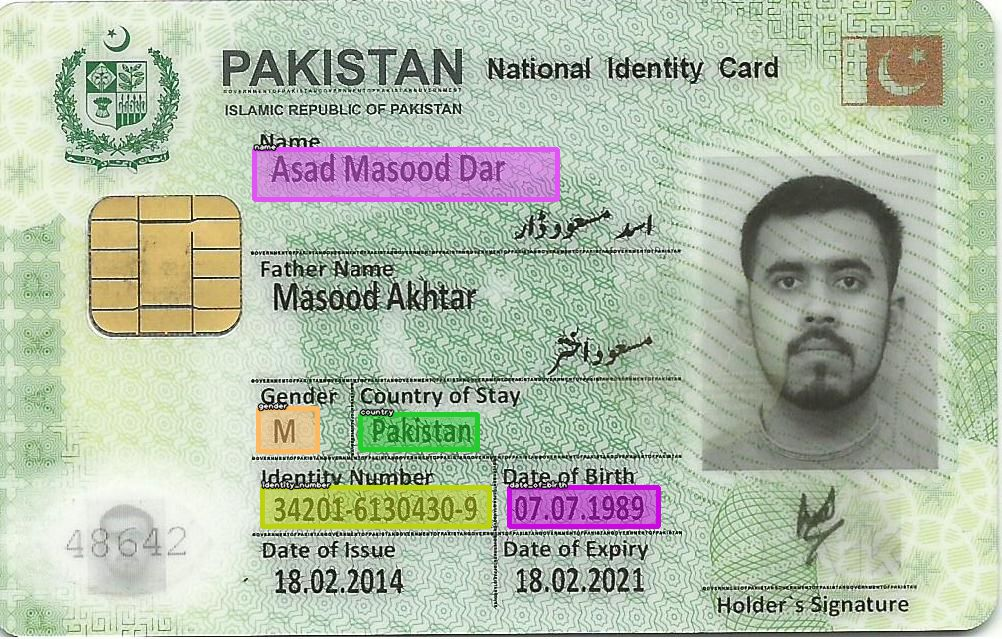 PAKISTAN National Identity Card
ISLAMIC REPUBLIC OF PAKISTAN
Name
name
Asad Masood Dar
اسد مسعود ڈار
Father Name
Masood Akhtar
مسعود اختر
Gender Country of Stay
gender country
M Pakistan
Identity Number Date of Birth
identity_number date_of_birth
34201-6130430-9 07.07.1989
48642
Date of Issue Date of Expiry
18.02.2014 18.02.2021
Holder`s Signature